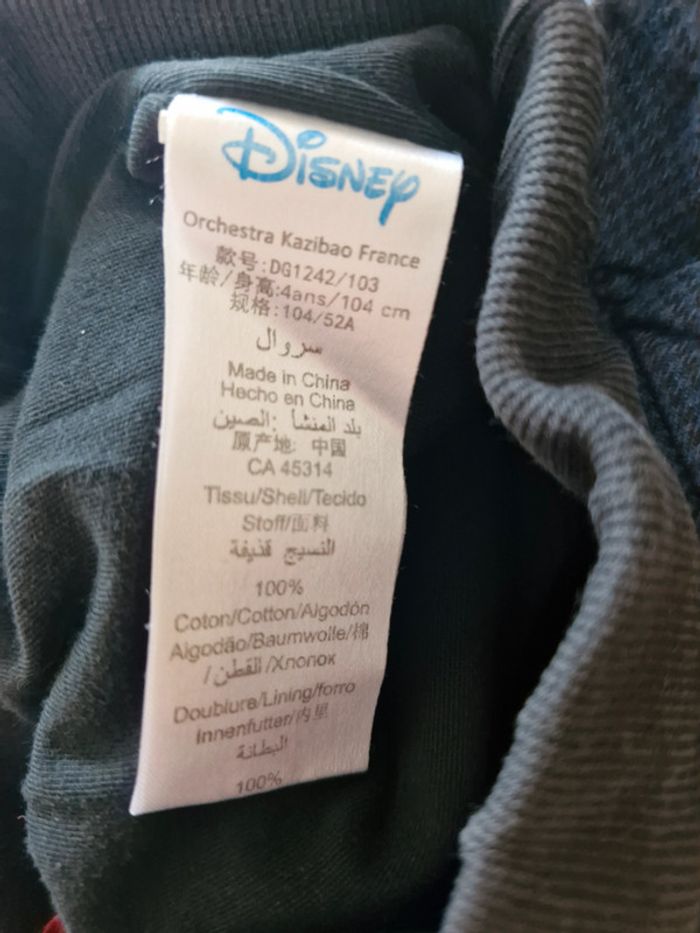 DISNEY
Orchestra Kazibao France
款号:DG1242/103
年龄/身高:4ans/104 cm
规格:104/52A
سروال
Made in China
Hecho en China
بلد المنشأ: الصين
原产地: 中国
CA 45314
Tissu/Shell/Tecido
Stoff/面料
النسيج قذيفة
100%
Coton/Cotton/Algodón
Algodão/Baumwolle/棉
/القطن/Хлопок
Doublure/Lining/forro
Innenfutter/内里
البطانة
100%